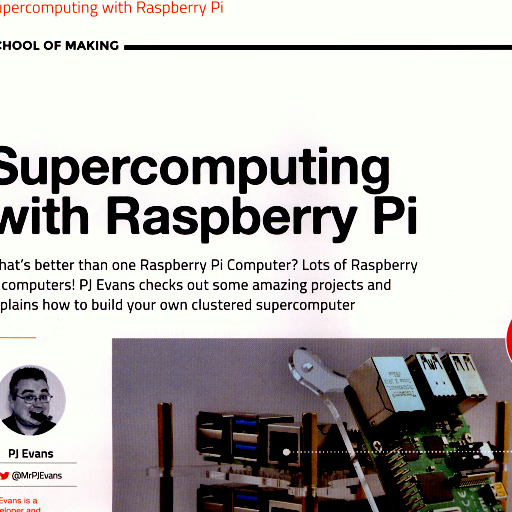 upercomputing with Raspberry Pi
CHOOL OF MAKING
Supercomputing
with Raspberry Pi
hat's better than one Raspberry Pi Computer? Lots of Raspberry
computers! PJ Evans checks out some amazing projects and
plains how to build your own clustered supercomputer
PJ Evans
@MrPJEvans
Evans is a
eloper and